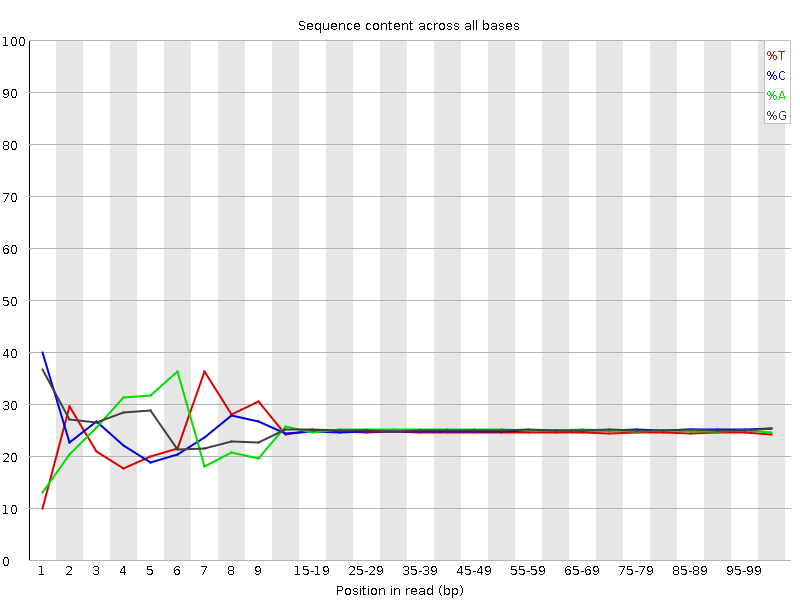 Sequence content across all bases
100
90
80
70
60
50
40
30
20
10
0
%T
%C
%A
%G
1 2 3 4 5 6 7 8 9 15-19 25-29 35-39 45-49 55-59 65-69 75-79 85-89 95-99
Position in read (bp)